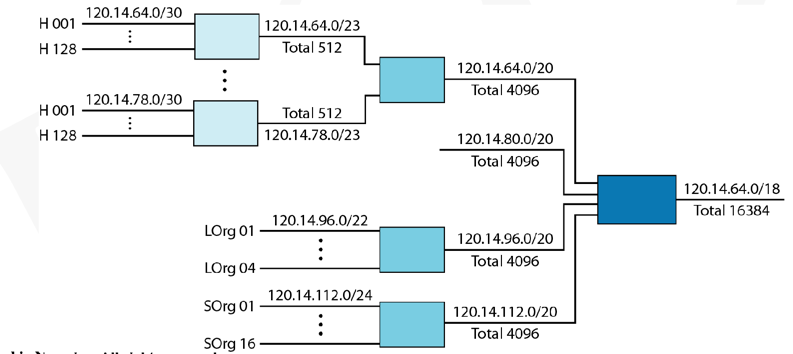 H 001 120.14.64.0/30
120.14.64.0/23
H 128
Total 512
120.14.64.0/20
Total 4096
H 001 120.14.78.0/30
Total 512
H 128
120.14.78.0/23
120.14.80.0/20
Total 4096
120.14.64.0/18
Total 16384
LOrg 01 120.14.96.0/22
120.14.96.0/20
LOrg 04
Total 4096
SOrg 01 120.14.112.0/24
120.14.112.0/20
Total 4096
SOrg 16